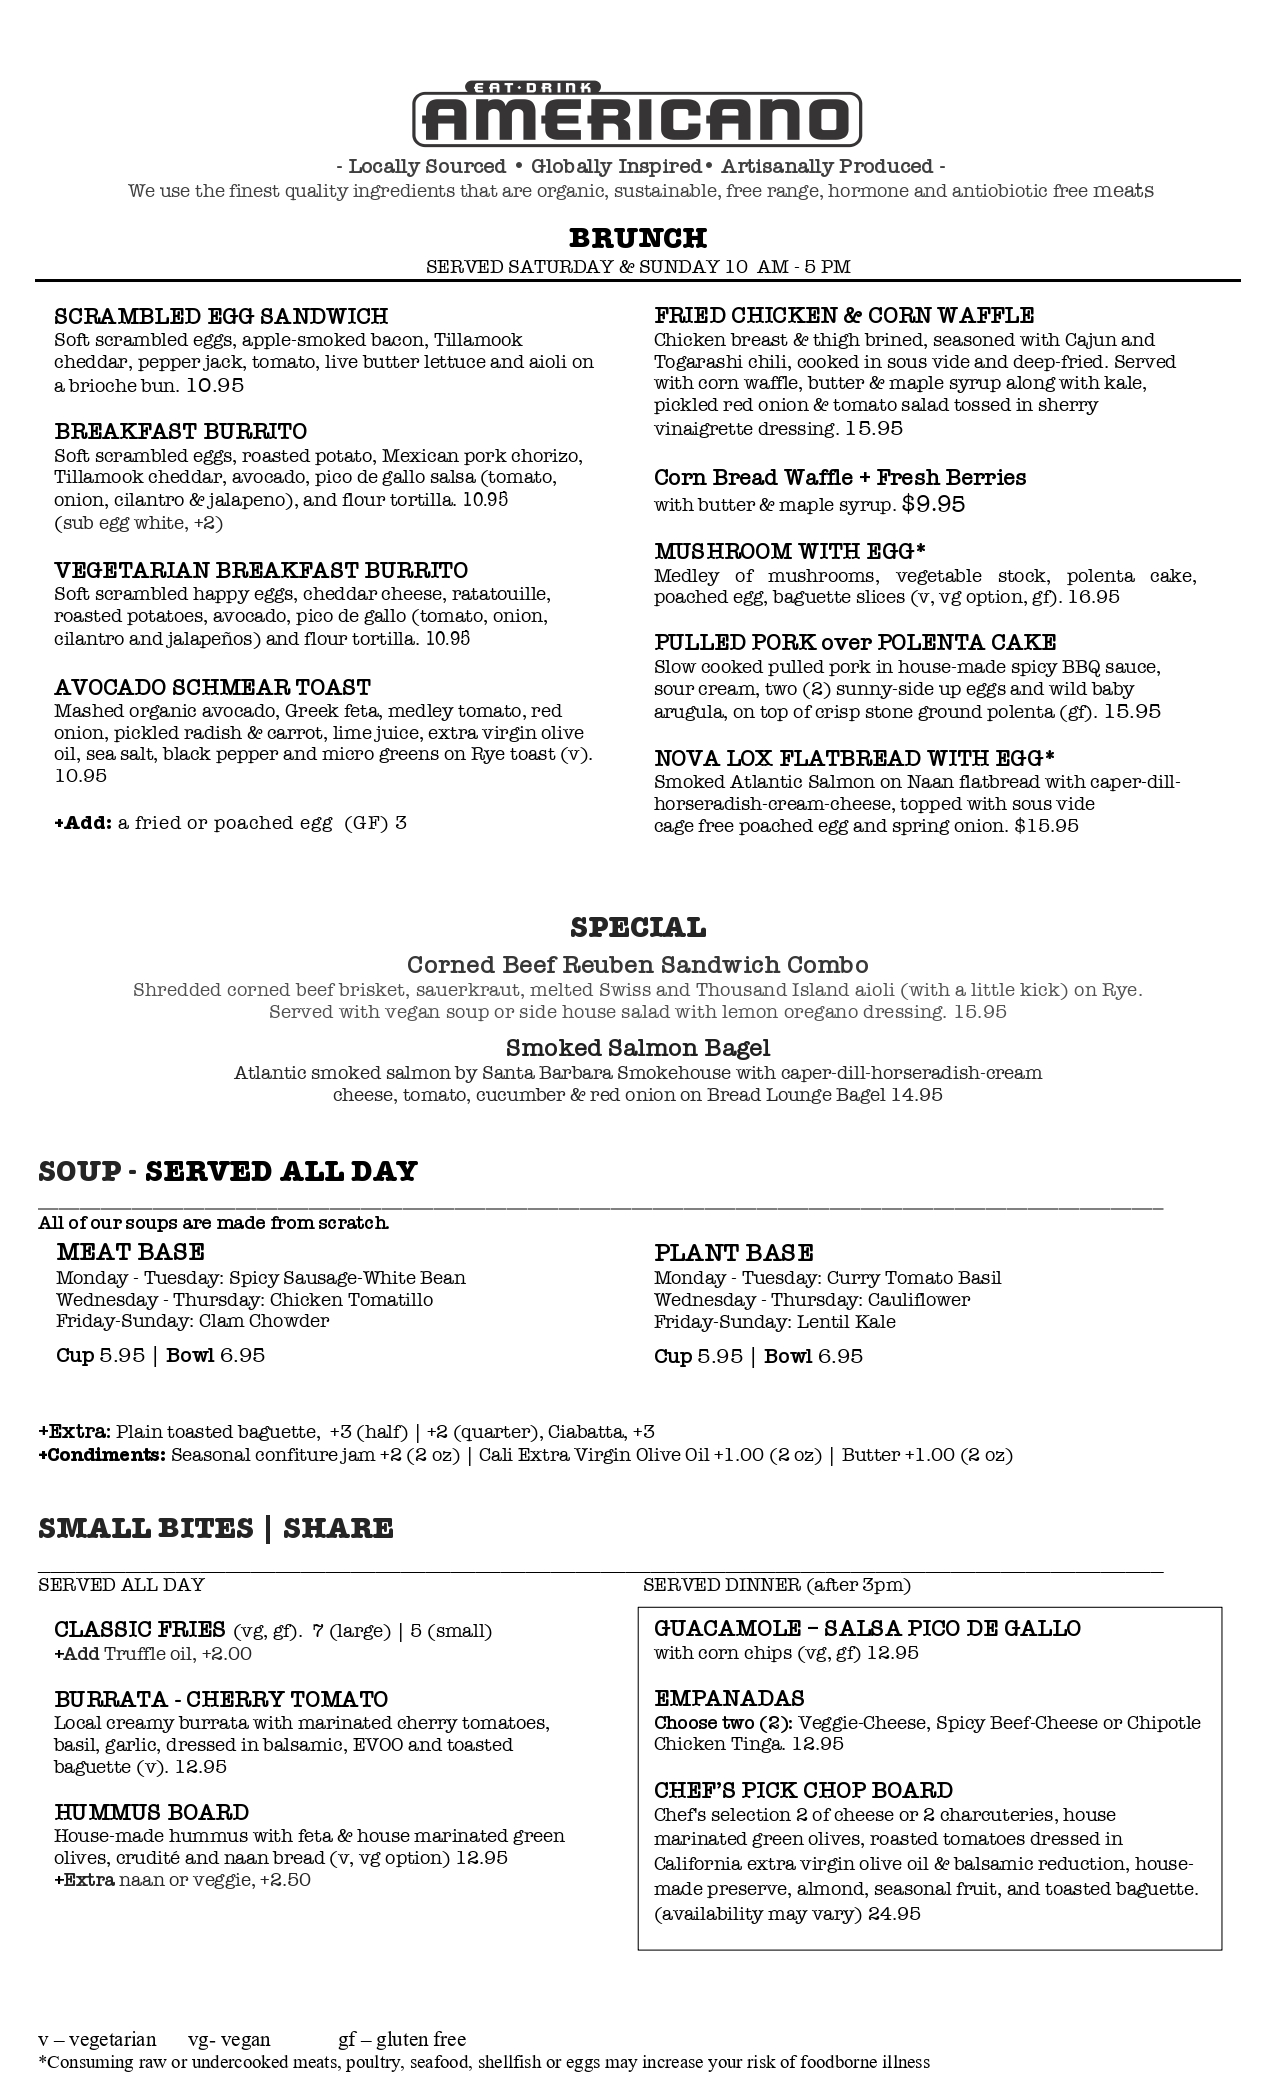 EAT·DRINK
AMERICANO
- Locally Sourced • Globally Inspired• Artisanally Produced -
We use the finest quality ingredients that are organic, sustainable, free range, hormone and antiobiotic free meats
BRUNCH
SERVED SATURDAY & SUNDAY 10 AM - 5 PM
SCRAMBLED EGG SANDWICH
Soft scrambled eggs, apple-smoked bacon, Tillamook
cheddar, pepper jack, tomato, live butter lettuce and aioli on
a brioche bun. 10.95
BREAKFAST BURRITO
Soft scrambled eggs, roasted potato, Mexican pork chorizo,
Tillamook cheddar, avocado, pico de gallo salsa (tomato,
onion, cilantro & jalapeno), and flour tortilla. 10.95
(sub egg white, +2)
VEGETARIAN BREAKFAST BURRITO
Soft scrambled happy eggs, cheddar cheese, ratatouille,
roasted potatoes, avocado, pico de gallo (tomato, onion,
cilantro and jalapeños) and flour tortilla. 10.95
AVOCADO SCHMEAR TOAST
Mashed organic avocado, Greek feta, medley tomato, red
onion, pickled radish & carrot, lime juice, extra virgin olive
oil, sea salt, black pepper and micro greens on Rye toast (v).
10.95
+Add: a fried or poached egg (GF) 3
FRIED CHICKEN & CORN WAFFLE
Chicken breast & thigh brined, seasoned with Cajun and
Togarashi chili, cooked in sous vide and deep-fried. Served
with corn waffle, butter & maple syrup along with kale,
pickled red onion & tomato salad tossed in sherry
vinaigrette dressing. 15.95
Corn Bread Waffle + Fresh Berries
with butter & maple syrup. $9.95
MUSHROOM WITH EGG*
Medley of mushrooms, vegetable stock, polenta cake,
poached egg, baguette slices (v, vg option, gf). 16.95
PULLED PORK over POLENTA CAKE
Slow cooked pulled pork in house-made spicy BBQ sauce,
sour cream, two (2) sunny-side up eggs and wild baby
arugula, on top of crisp stone ground polenta (gf). 15.95
NOVA LOX FLATBREAD WITH EGG*
Smoked Atlantic Salmon on Naan flatbread with caper-dill-
horseradish-cream-cheese, topped with sous vide
cage free poached egg and spring onion. $15.95
SPECIAL
Corned Beef Reuben Sandwich Combo
Shredded corned beef brisket, sauerkraut, melted Swiss and Thousand Island aioli (with a little kick) on Rye.
Served with vegan soup or side house salad with lemon oregano dressing. 15.95
Smoked Salmon Bagel
Atlantic smoked salmon by Santa Barbara Smokehouse with caper-dill-horseradish-cream
cheese, tomato, cucumber & red onion on Bread Lounge Bagel 14.95
SOUP - SERVED ALL DAY
All of our soups are made from scratch.
MEAT BASE
Monday - Tuesday: Spicy Sausage-White Bean
Wednesday - Thursday: Chicken Tomatillo
Friday-Sunday: Clam Chowder
Cup 5.95 | Bowl 6.95
PLANT BASE
Monday - Tuesday: Curry Tomato Basil
Wednesday - Thursday: Cauliflower
Friday-Sunday: Lentil Kale
Cup 5.95 | Bowl 6.95
+Extra: Plain toasted baguette, +3 (half) | +2 (quarter), Ciabatta, +3
+Condiments: Seasonal confiture jam +2 (2 oz) | Cali Extra Virgin Olive Oil +1.00 (2 oz) | Butter +1.00 (2 oz)
SMALL BITES | SHARE
SERVED ALL DAY
CLASSIC FRIES (vg, gf). 7 (large) | 5 (small)
+Add Truffle oil, +2.00
BURRATA - CHERRY TOMATO
Local creamy burrata with marinated cherry tomatoes,
basil, garlic, dressed in balsamic, EVOO and toasted
baguette (v). 12.95
HUMMUS BOARD
House-made hummus with feta & house marinated green
olives, crudité and naan bread (v, vg option) 12.95
+Extra naan or veggie, +2.50
SERVED DINNER (after 3pm)
GUACAMOLE – SALSA PICO DE GALLO
with corn chips (vg, gf) 12.95
EMPANADAS
Choose two (2): Veggie-Cheese, Spicy Beef-Cheese or Chipotle
Chicken Tinga. 12.95
CHEF’S PICK CHOP BOARD
Chef's selection 2 of cheese or 2 charcuteries, house
marinated green olives, roasted tomatoes dressed in
California extra virgin olive oil & balsamic reduction, house-
made preserve, almond, seasonal fruit, and toasted baguette.
(availability may vary) 24.95
v – vegetarian vg- vegan gf – gluten free
*Consuming raw or undercooked meats, poultry, seafood, shellfish or eggs may increase your risk of foodborne illness